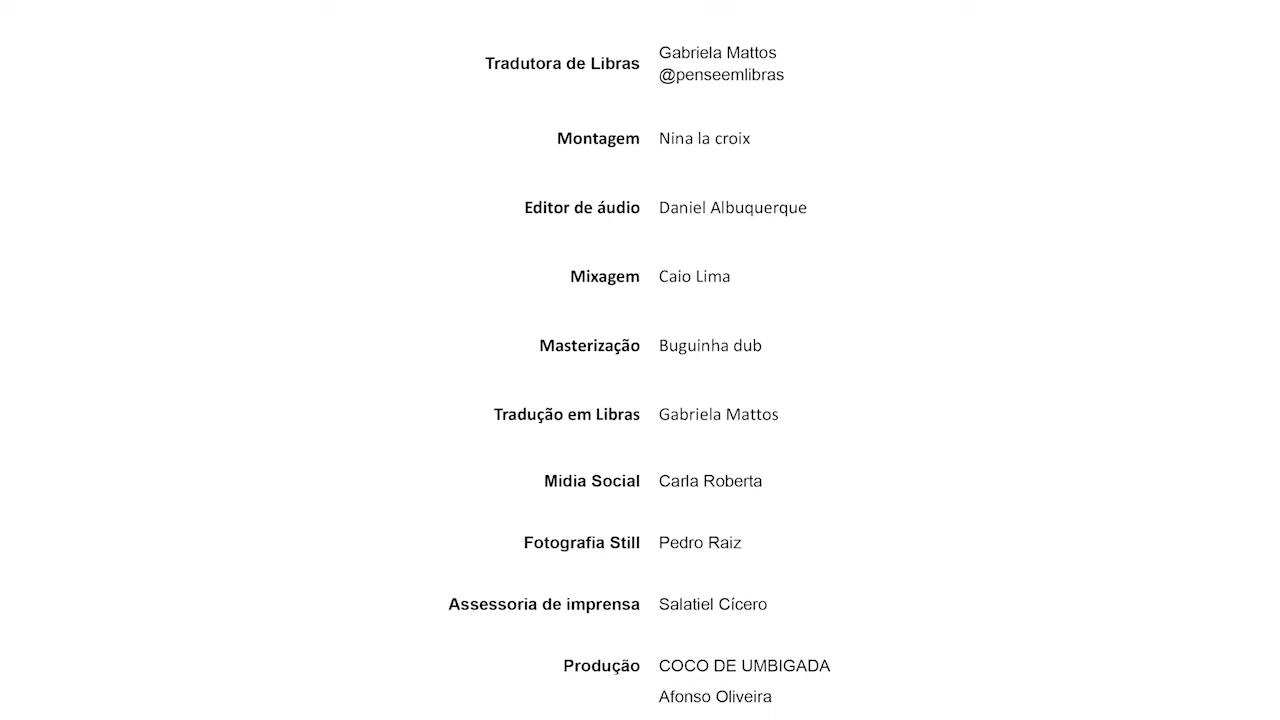 Tradutora de Libras Gabriela Mattos
@penseemlibras
Montagem Nina la croix
Editor de áudio Daniel Albuquerque
Mixagem Caio Lima
Masterização Buguinha dub
Tradução em Libras Gabriela Mattos
Midia Social Carla Roberta
Fotografia Still Pedro Raiz
Assessoria de imprensa Salatiel Cícero
Produção COCO DE UMBIGADA
Afonso Oliveira